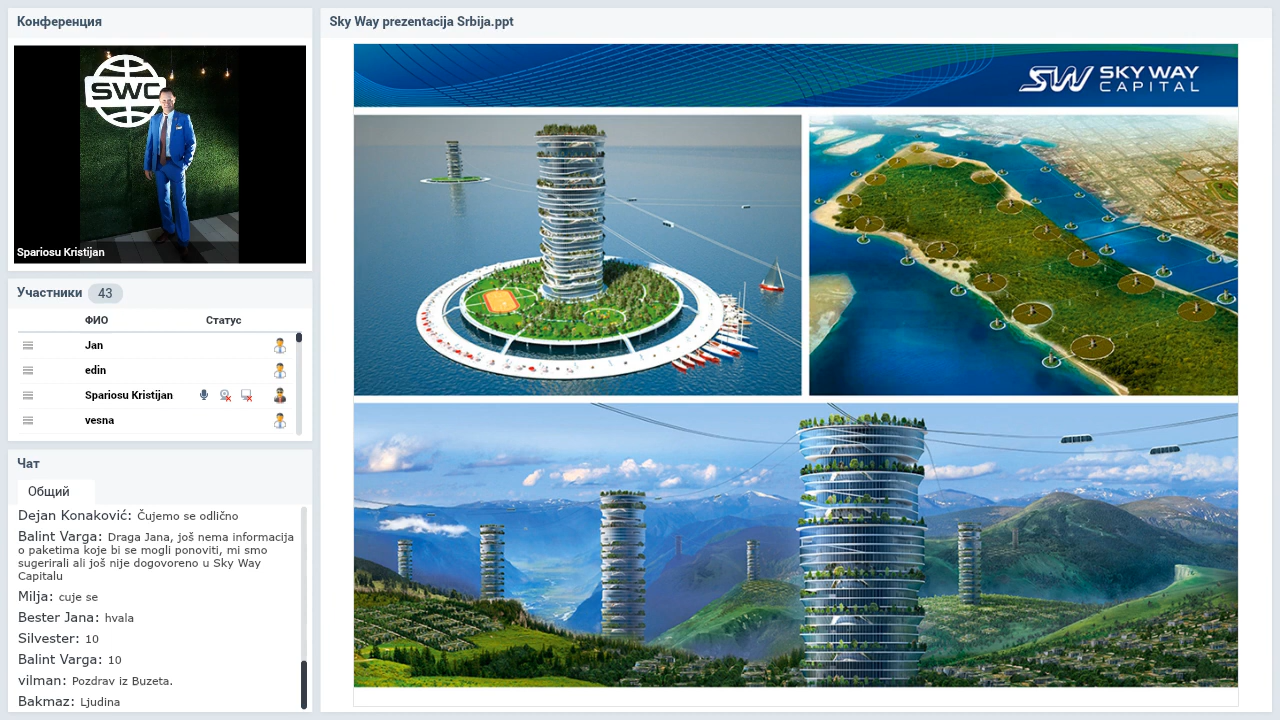 Конференция
SWC
Spariosu Kristijan
Участники 43
ФИО Статус
Jan
edin
Spariosu Kristijan
vesna
Чат
Общий
Dejan Konaković: Čujemo se odlično
Balint Varga: Draga Jana, još nema informacija
o paketima koje bi se mogli ponoviti, mi smo
sugerirali ali još nije dogovoreno u Sky Way
Capitalu
Milja: cuje se
Bester Jana: hvala
Silvester: 10
Balint Varga: 10
vilman: Pozdrav iz Buzeta.
Bakmaz: Ljudina
Sky Way prezentacija Srbija.ppt
SW SKY WAY
CAPITAL